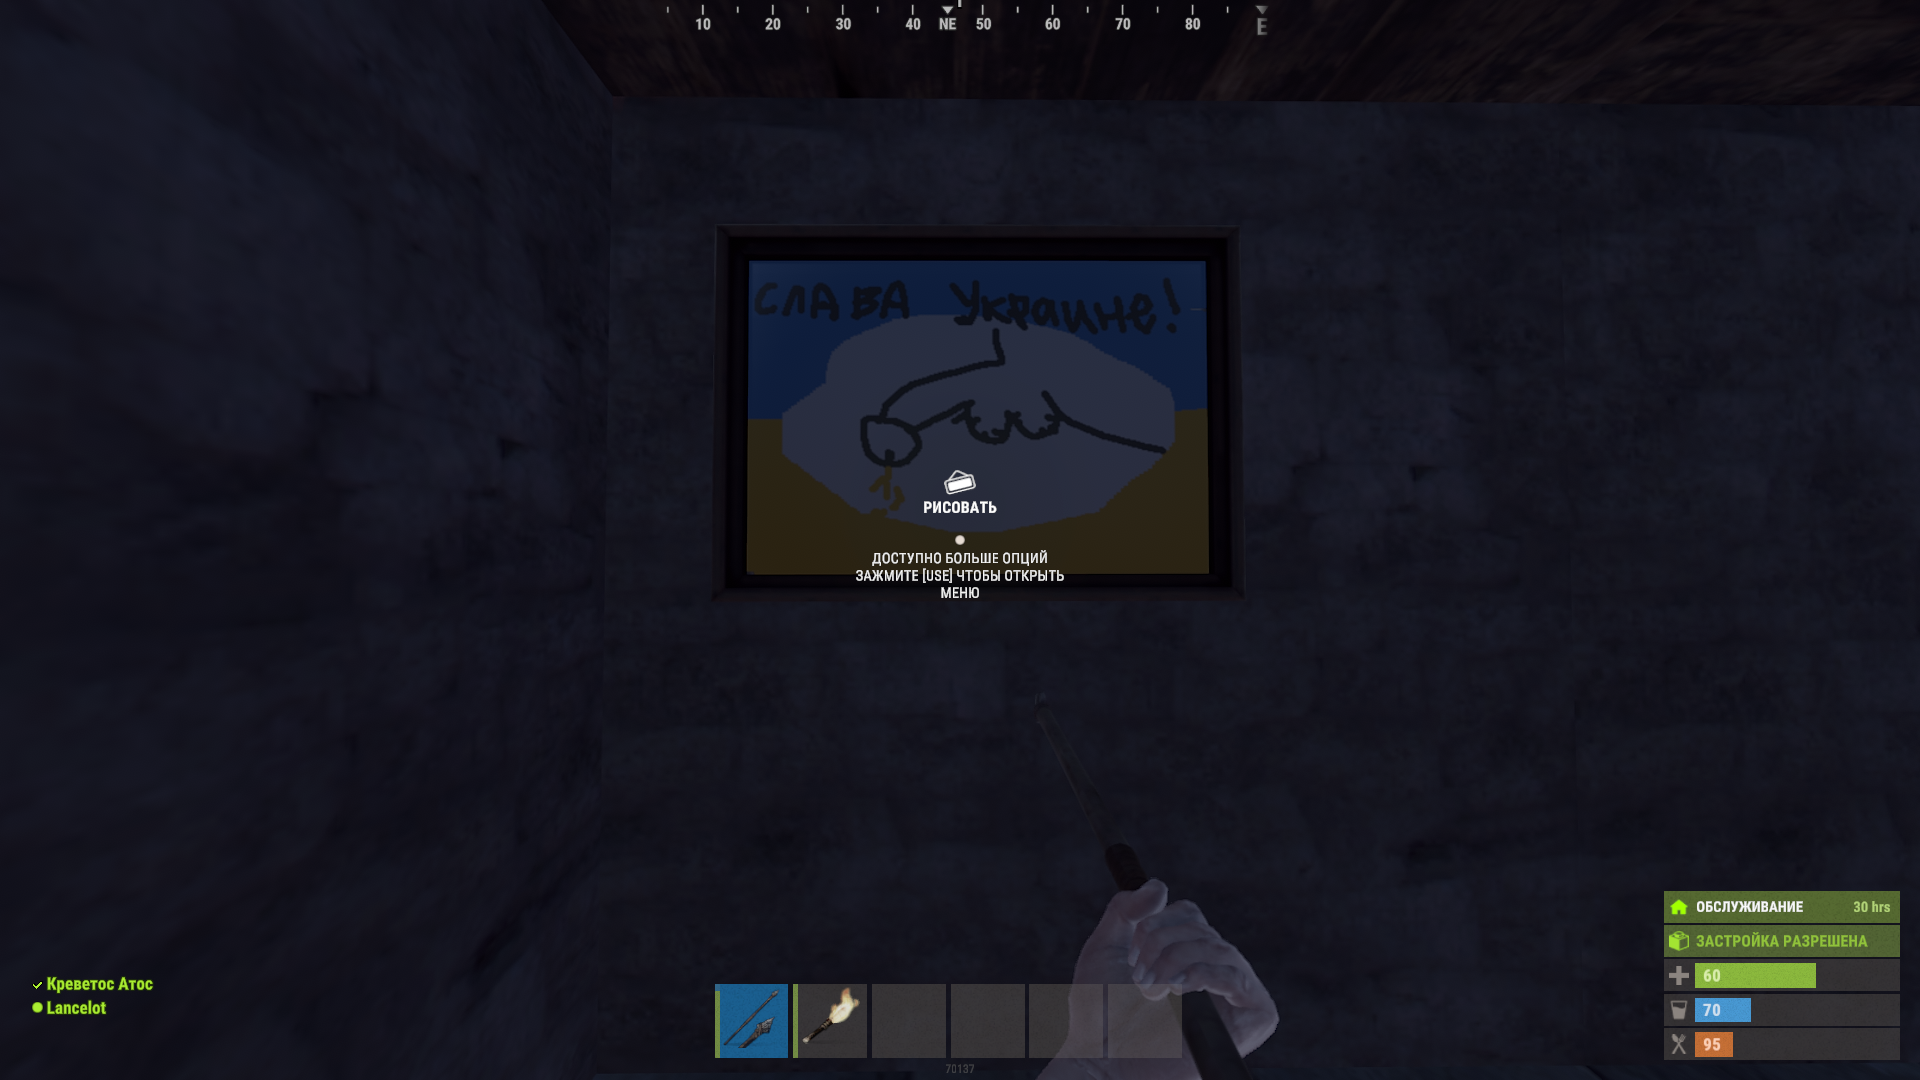 10 20 30 40 NE 50 60 70 80 E
СЛАВА Украине!
РИСОВАТЬ
ДОСТУПНО БОЛЬШЕ ОПЦИЙ
ЗАЖМИТЕ [USE] ЧТОБЫ ОТКРЫТЬ
МЕНЮ
ОБСЛУЖИВАНИЕ 30 hrs
ЗАСТРОЙКА РАЗРЕШЕНА
60
70
95
Креветос Атос
Lancelot
70137